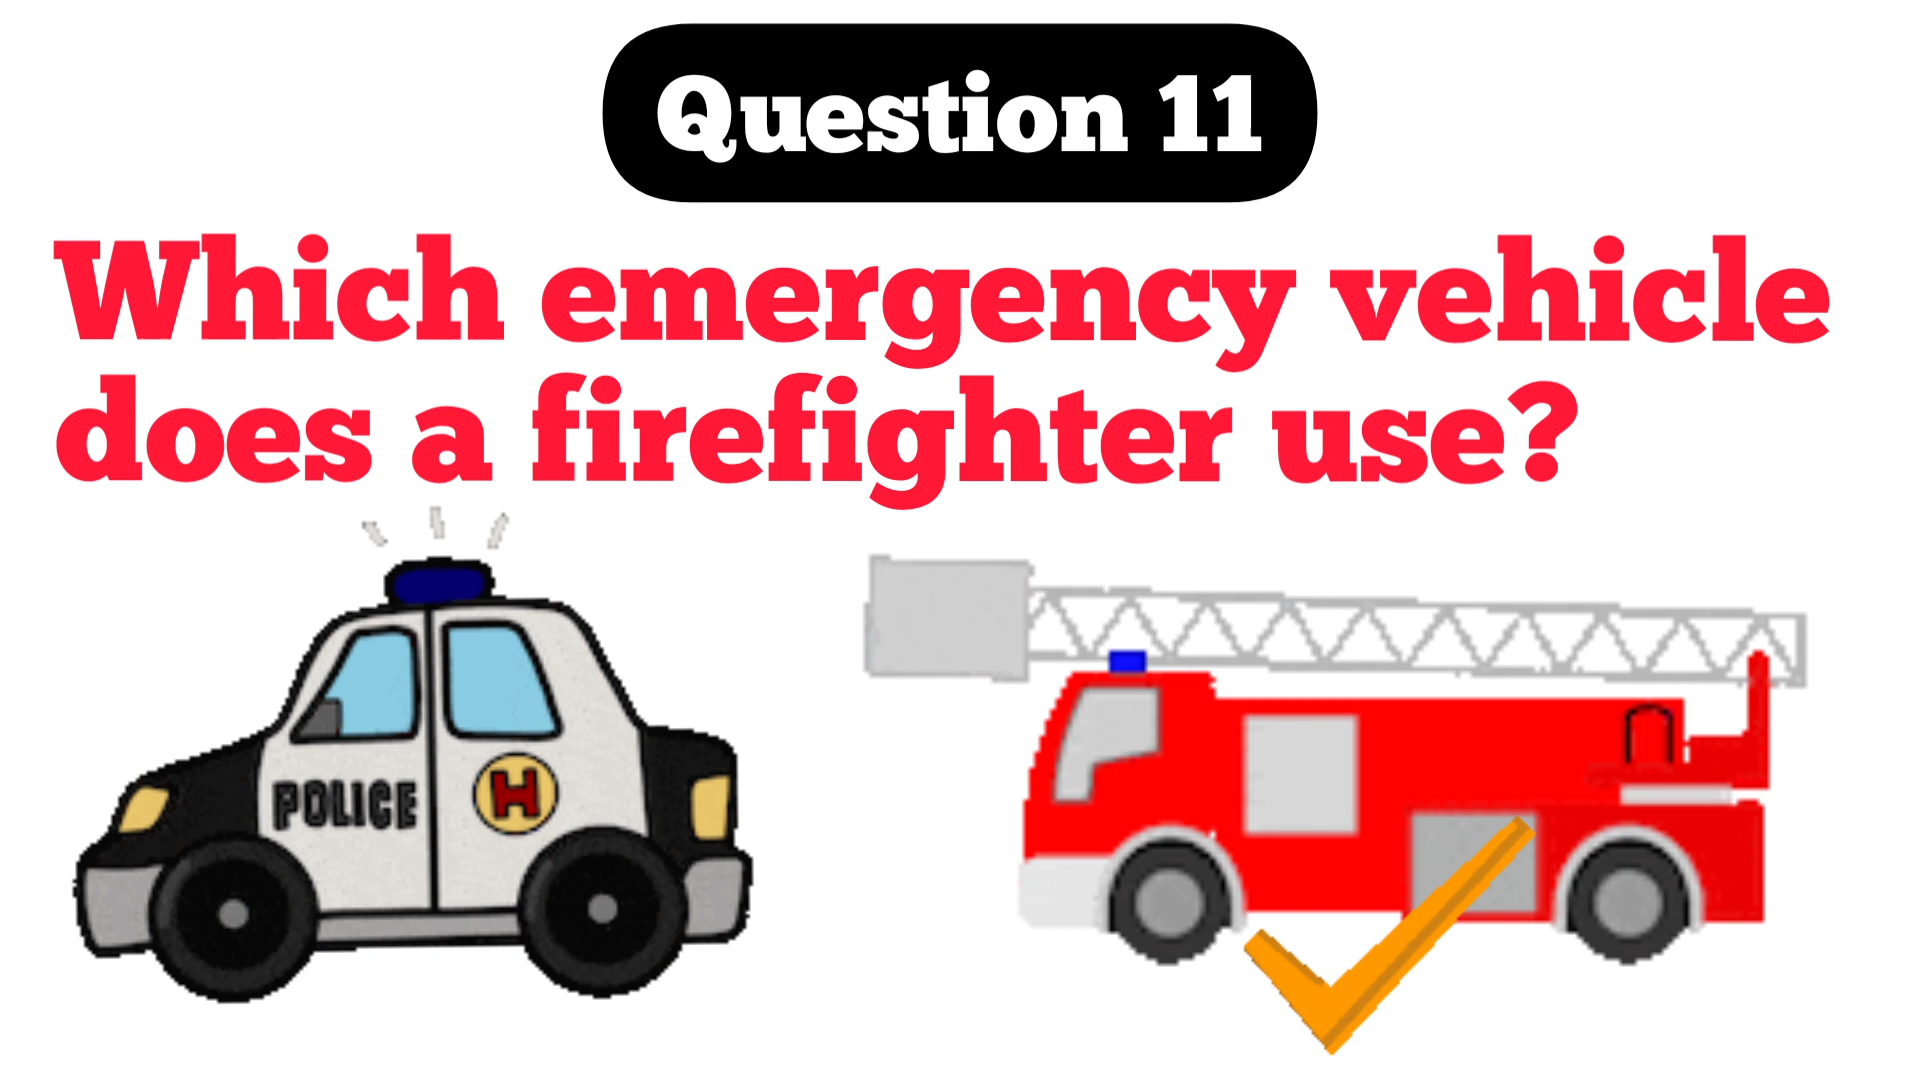 Question 11
Which emergency vehicle
does a firefighter use?
POLICE
H